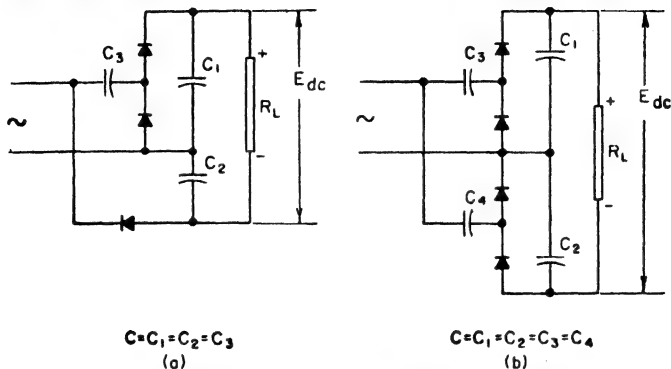 C3
C1
+
Edc
RL
~
-
C2
C=C1=C2=C3
(a)
C3
C1
+
Edc
~
RL
C4
-
C2
C=C1=C2=C3=C4
(b)